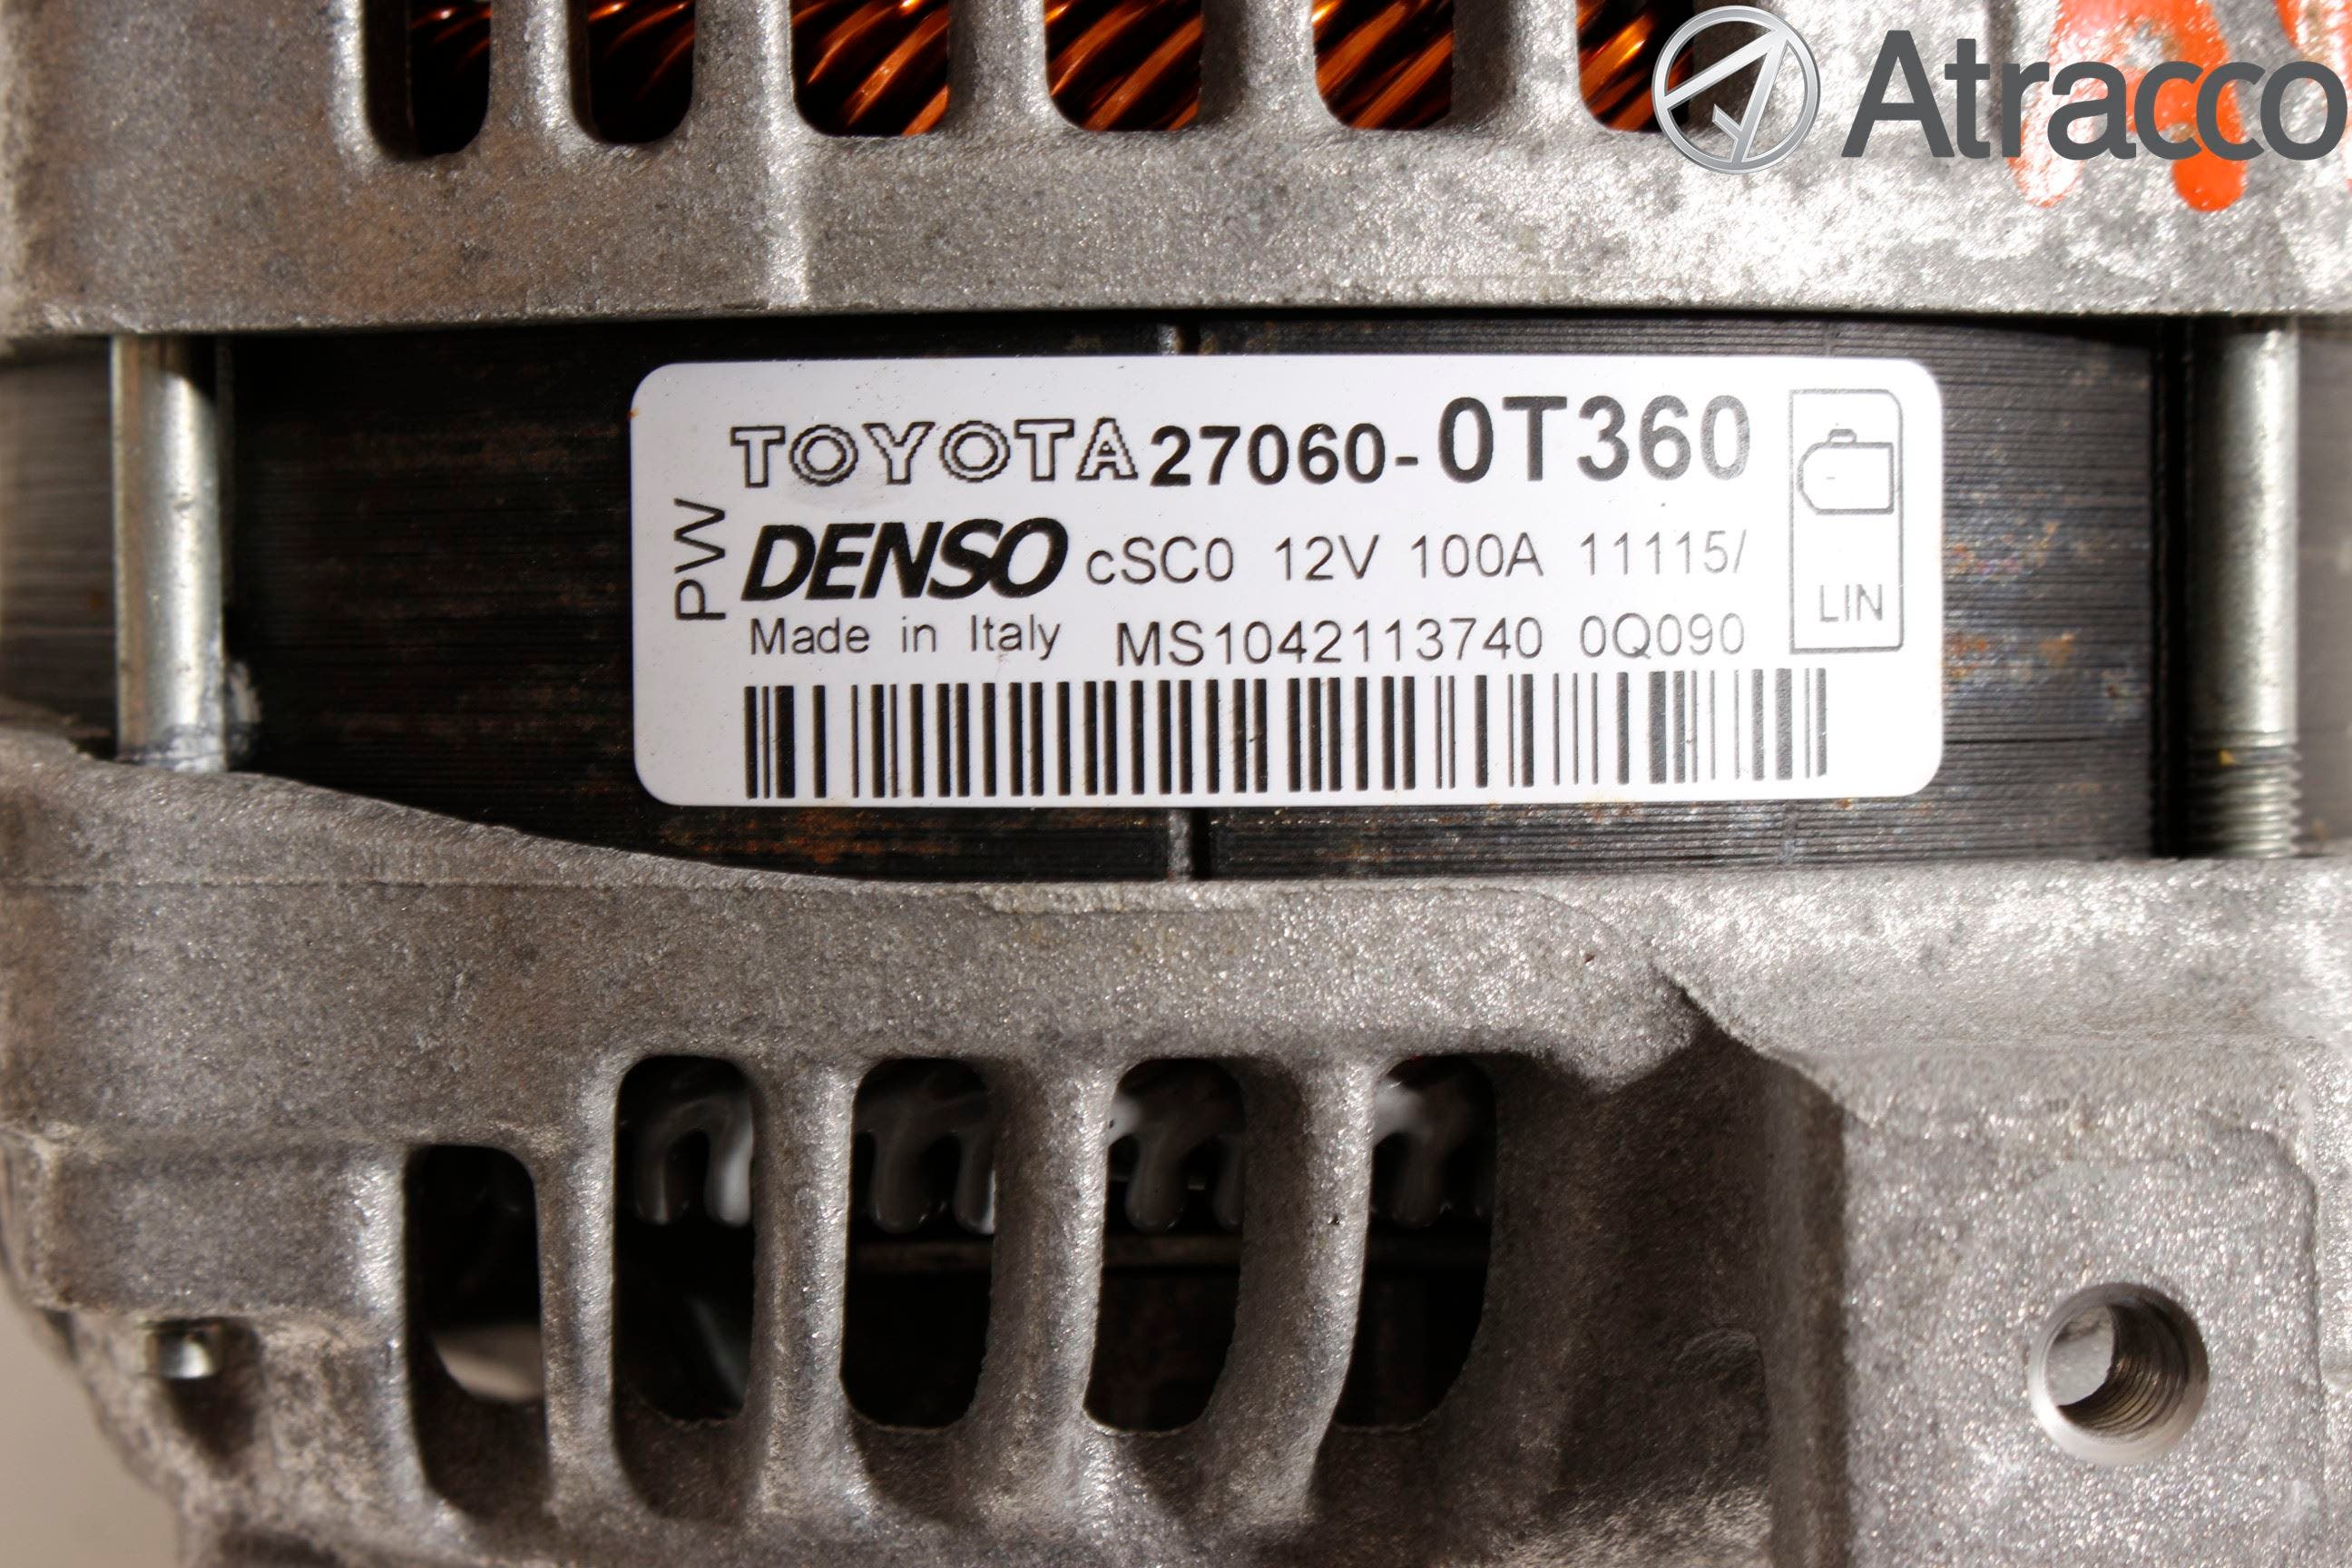 Atracco
TOYOTA 27060-0T360
PW
DENSO cSC0 12V 100A 11115/
Made in Italy MS1042113740 0Q090
LIN